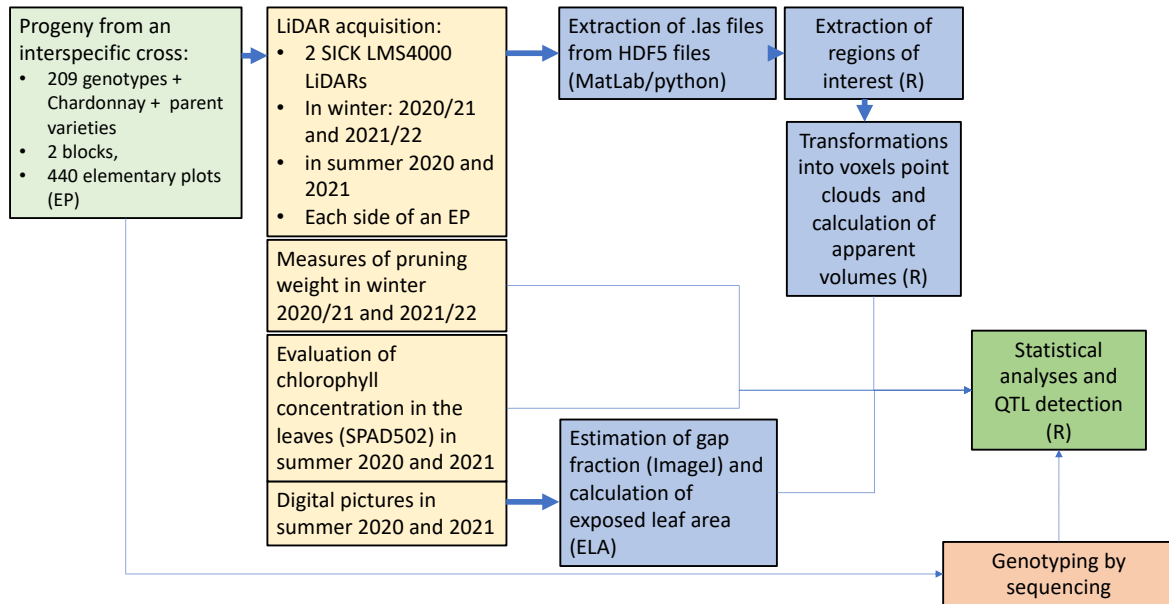 Progeny from an
interspecific cross:
• 209 genotypes +
Chardonnay + parent
varieties
• 2 blocks,
• 440 elementary plots
(EP)
LiDAR acquisition:
• 2 SICK LMS4000
LiDARs
• In winter: 2020/21
and 2021/22
• in summer 2020 and
2021
• Each side of an EP
Extraction of .las files
from HDF5 files
(MatLab/python)
Extraction of
regions of
interest (R)
Transformations
into voxels point
clouds and
calculation of
apparent
volumes (R)
Measures of pruning
weight in winter
2020/21 and 2021/22
Evaluation of
chlorophyll
concentration in the
leaves (SPAD502) in
summer 2020 and 2021
Digital pictures in
summer 2020 and 2021
Estimation of gap
fraction (ImageJ) and
calculation of
exposed leaf area
(ELA)
Statistical
analyses and
QTL detection
(R)
Genotyping by
sequencing